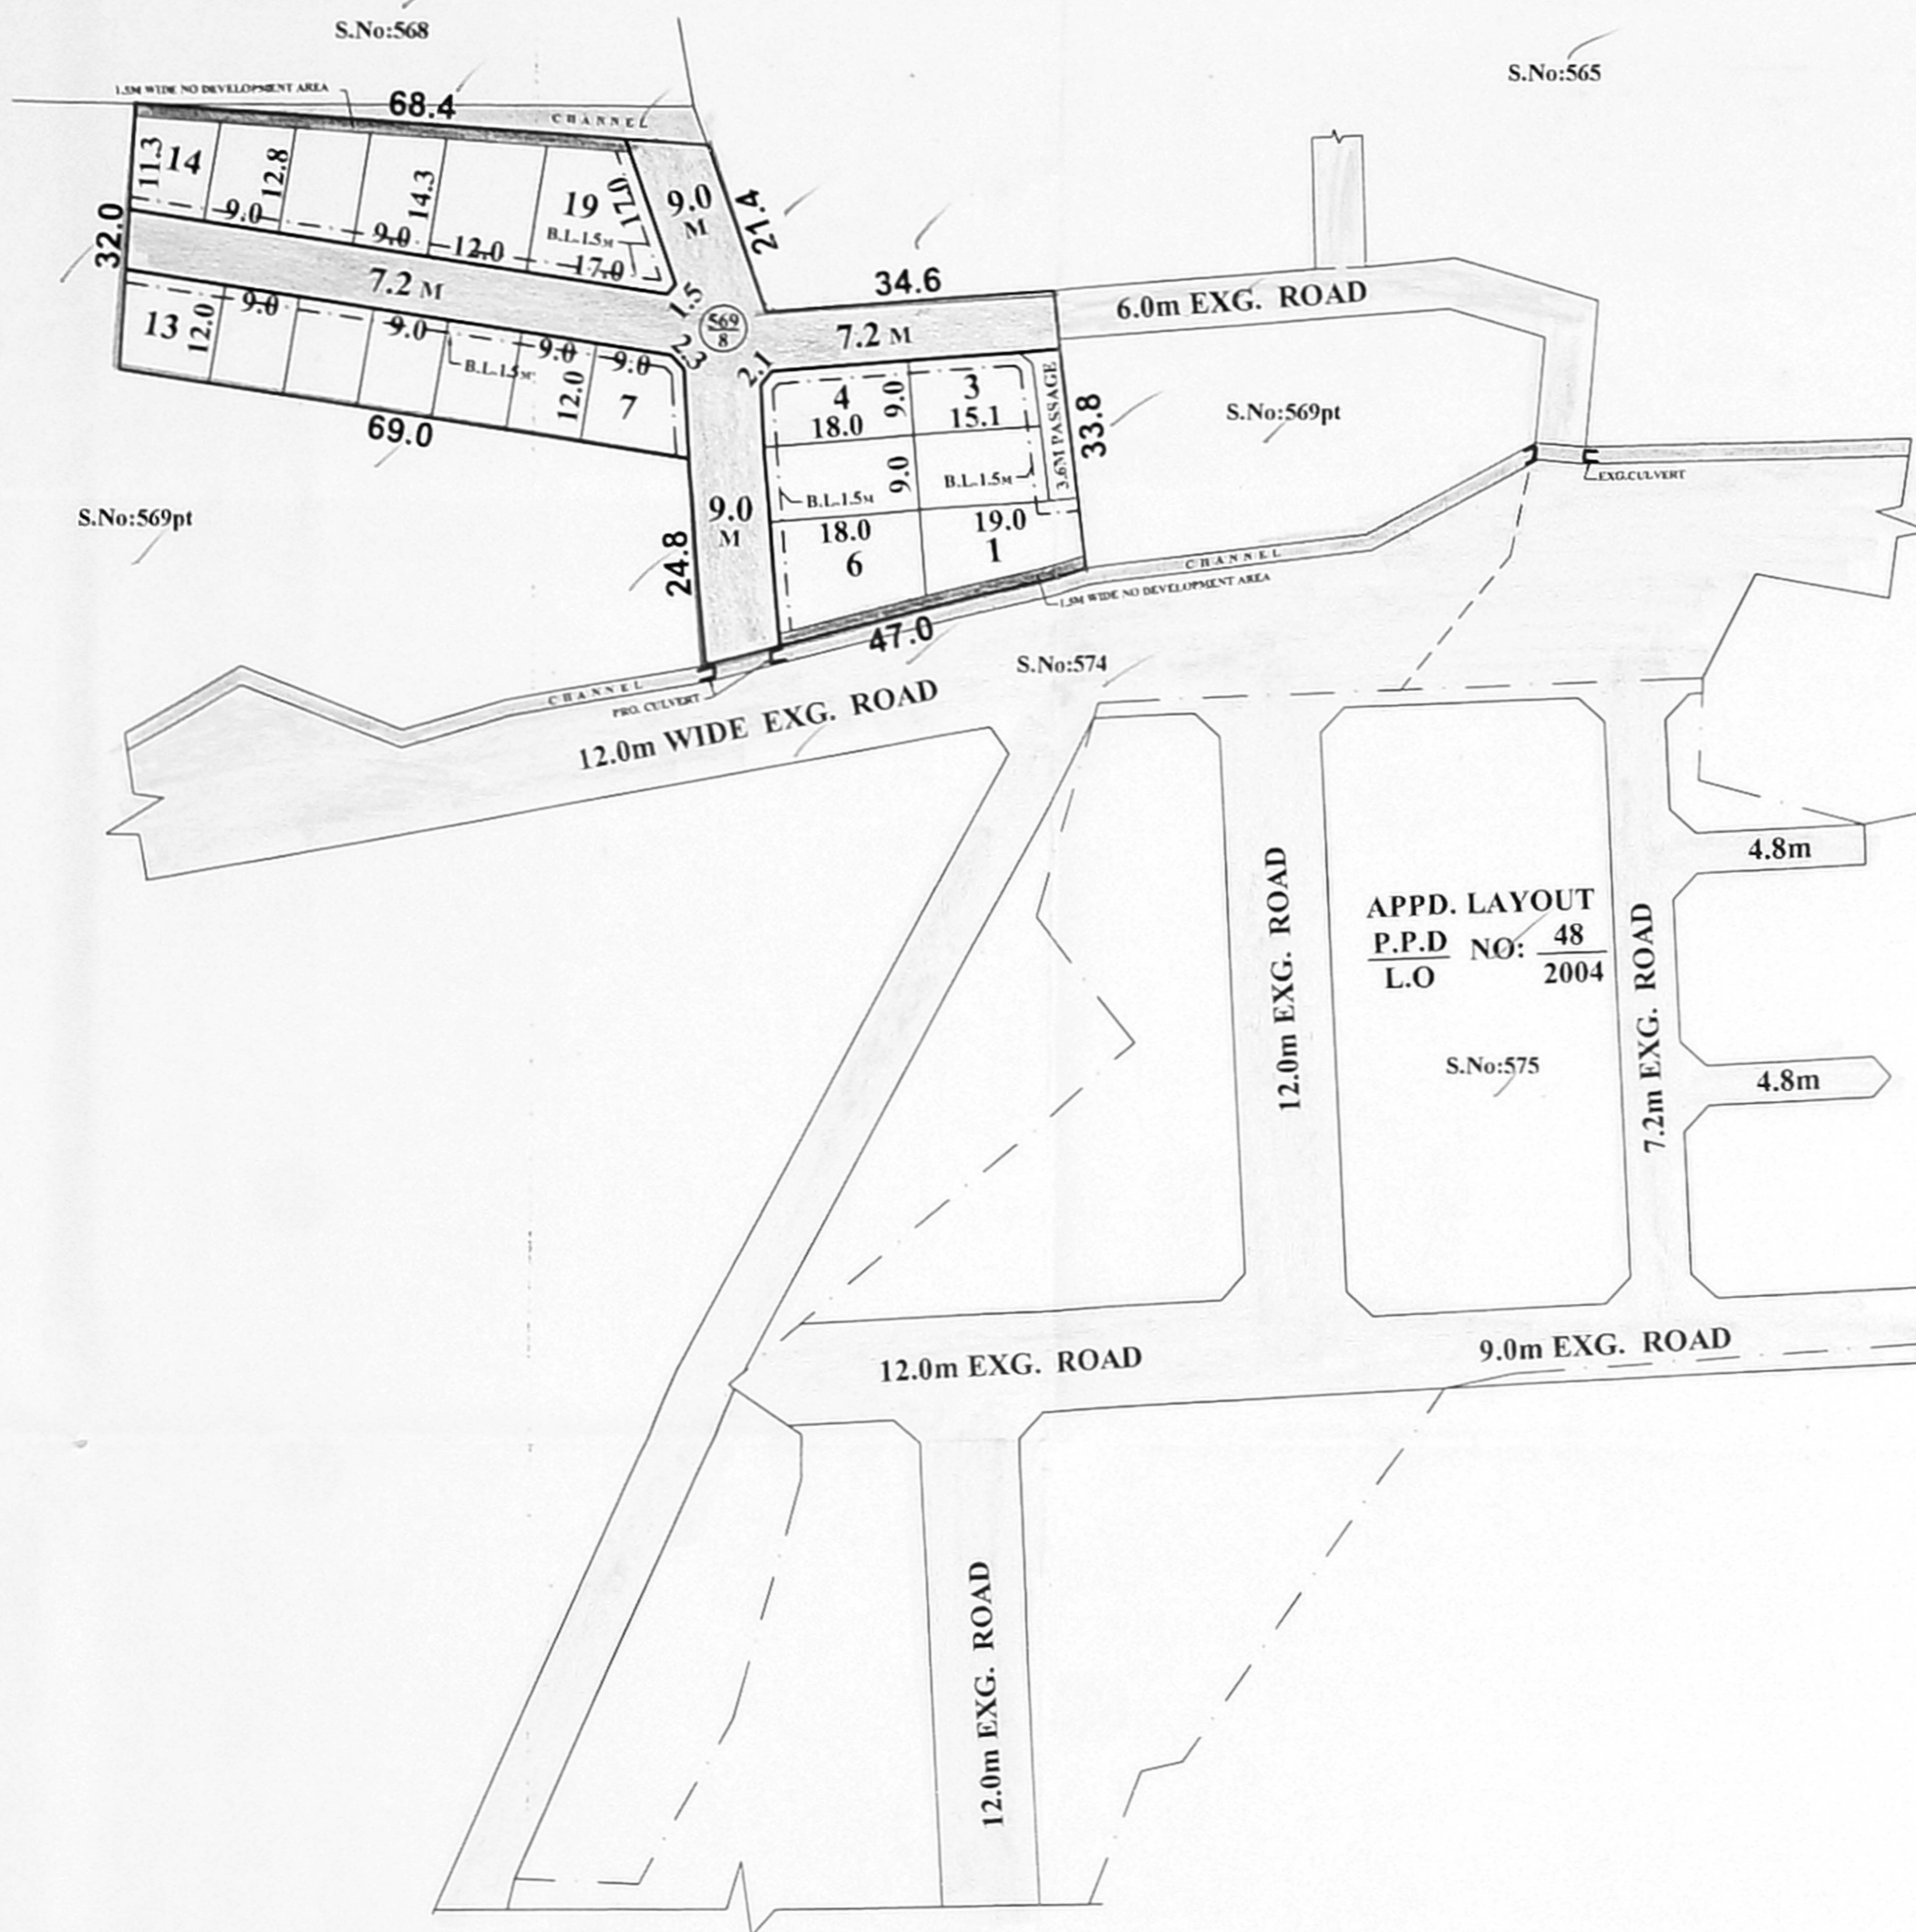 S.No:568
S.No:565
1.5M WIDE NO DEVELOPMENT AREA
68.4
CHANNEL
11.3
14
12.8
14.3
19
17.0
9.0
M
21.4
32.0
9.0
9.0
12.0
B.L.1.5M
17.0
7.2 M
1.5
34.6
6.0m EXG. ROAD
13
12.0
9.0
9.0
B.L.1.5M
9.0
9.0
12.0
7
2.3
569
8
2.1
7.2 M
69.0
4
18.0
9.0
3
15.1
3.6M PASSAGE
33.8
S.No:569pt
9.0
B.L.1.5M
B.L.1.5M
EXG.CULVERT
S.No:569pt
24.8
9.0
M
18.0
6
19.0
1
CHANNEL
1.5M WIDE NO DEVELOPMENT AREA
47.0
S.No:574
CHANNEL
PRO. CULVERT
12.0m WIDE EXG. ROAD
4.8m
12.0m EXG. ROAD
APPD. LAYOUT
P.P.D NO: 48
L.O 2004
7.2m EXG. ROAD
S.No:575
4.8m
12.0m EXG. ROAD
9.0m EXG. ROAD
12.0m EXG. ROAD